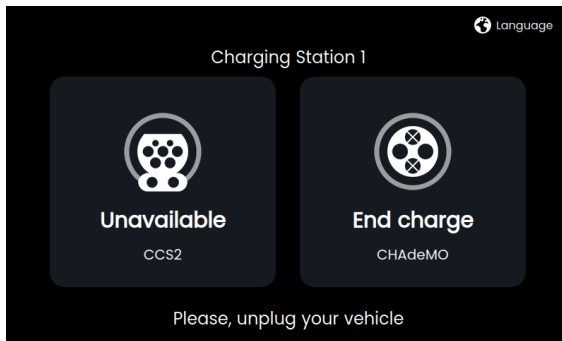 Language
Charging Station 1
Unavailable
CCS2
End charge
CHAdeMO
Please, unplug your vehicle